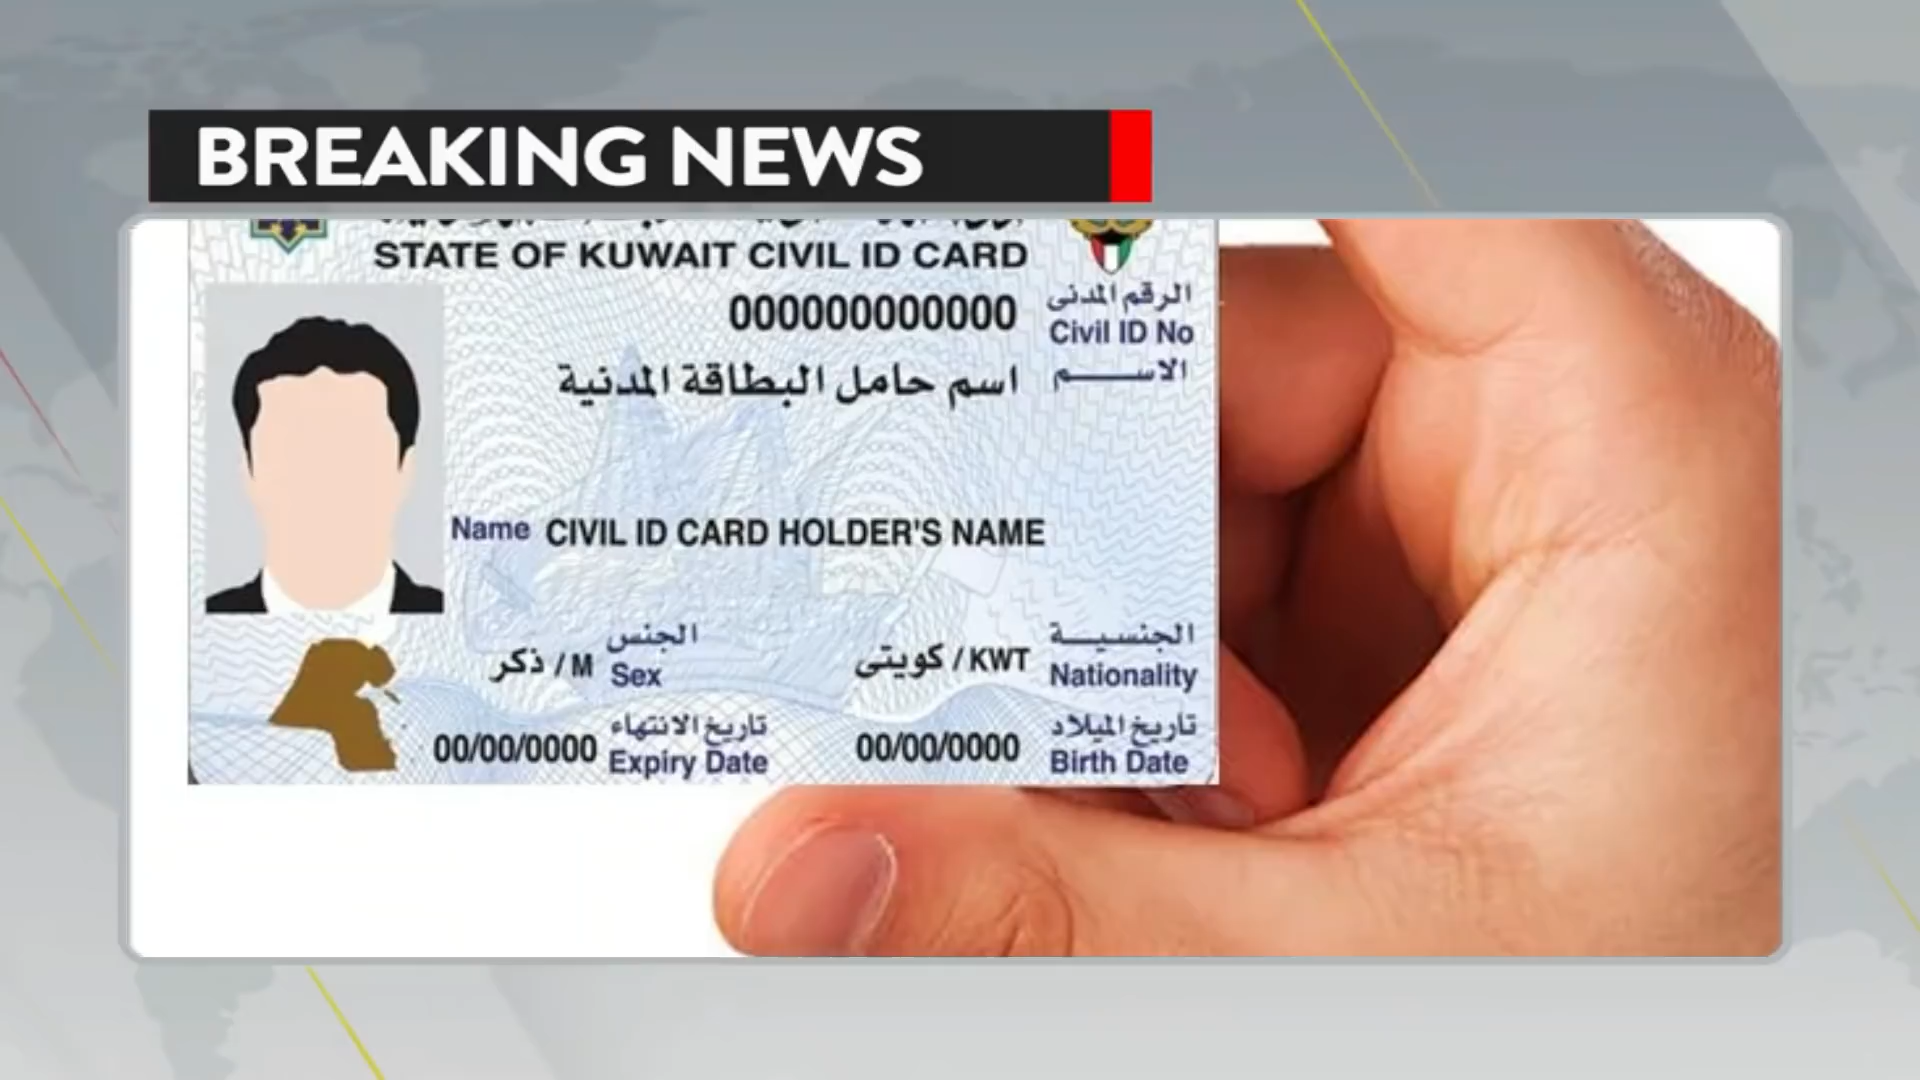 BREAKING NEWS
STATE OF KUWAIT CIVIL ID CARD
000000000000 الرقم المدنى
Civil ID No
اسم حامل البطاقة المدنية الاســـم
Name CIVIL ID CARD HOLDER'S NAME
ذكر / M الجنس
Sex
كويتى / KWT الجنسيـــة
Nationality
00/00/0000 تاريخ الانتهاء
Expiry Date
00/00/0000 تاريخ الميلاد
Birth Date